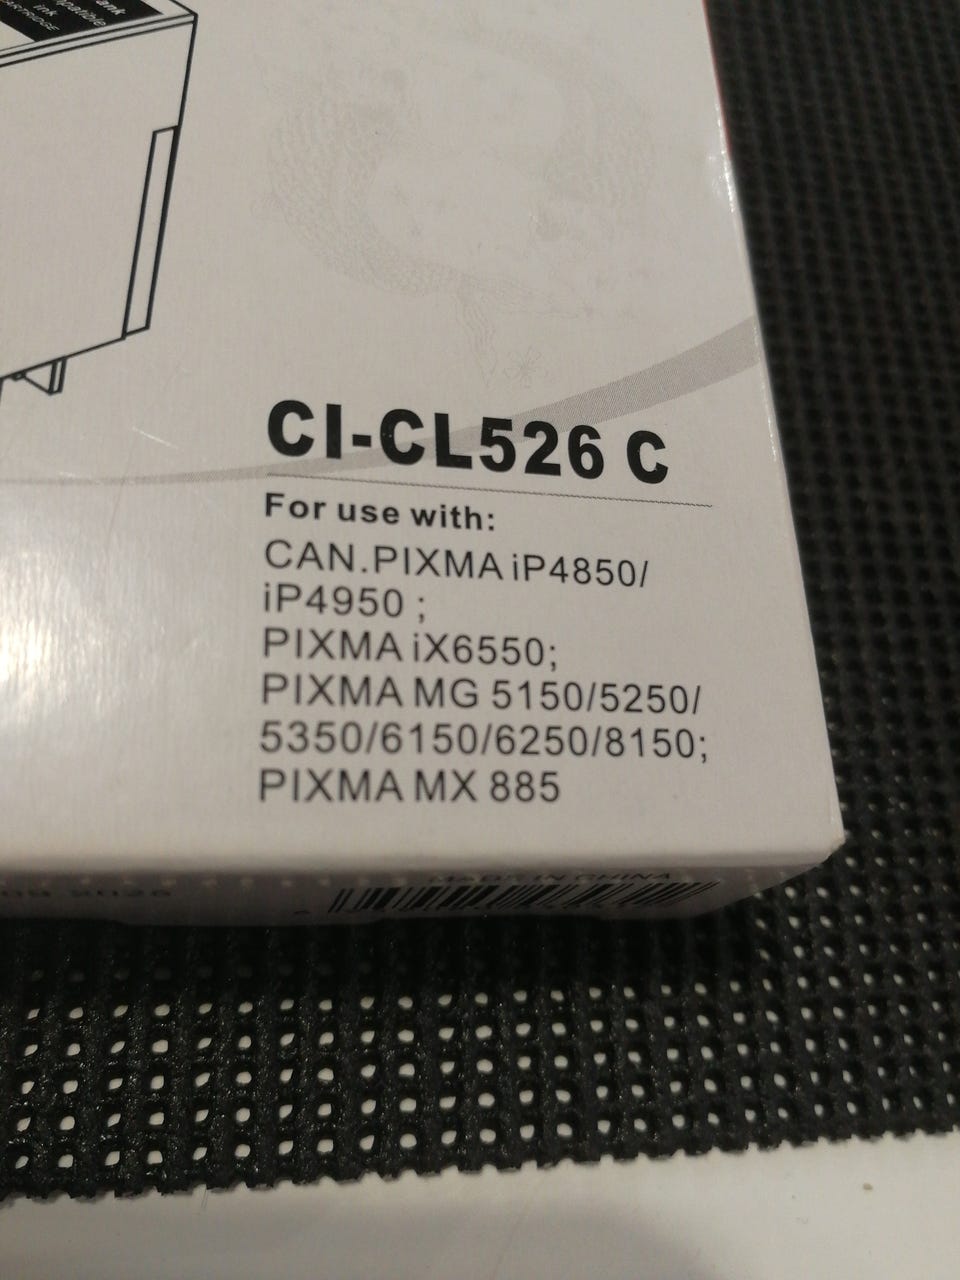 ink
CI-CL526 C
For use with:
CAN.PIXMA iP4850/
iP4950 ;
PIXMA iX6550;
PIXMA MG 5150/5250/
5350/6150/6250/8150;
PIXMA MX 885
MADE IN CHINA